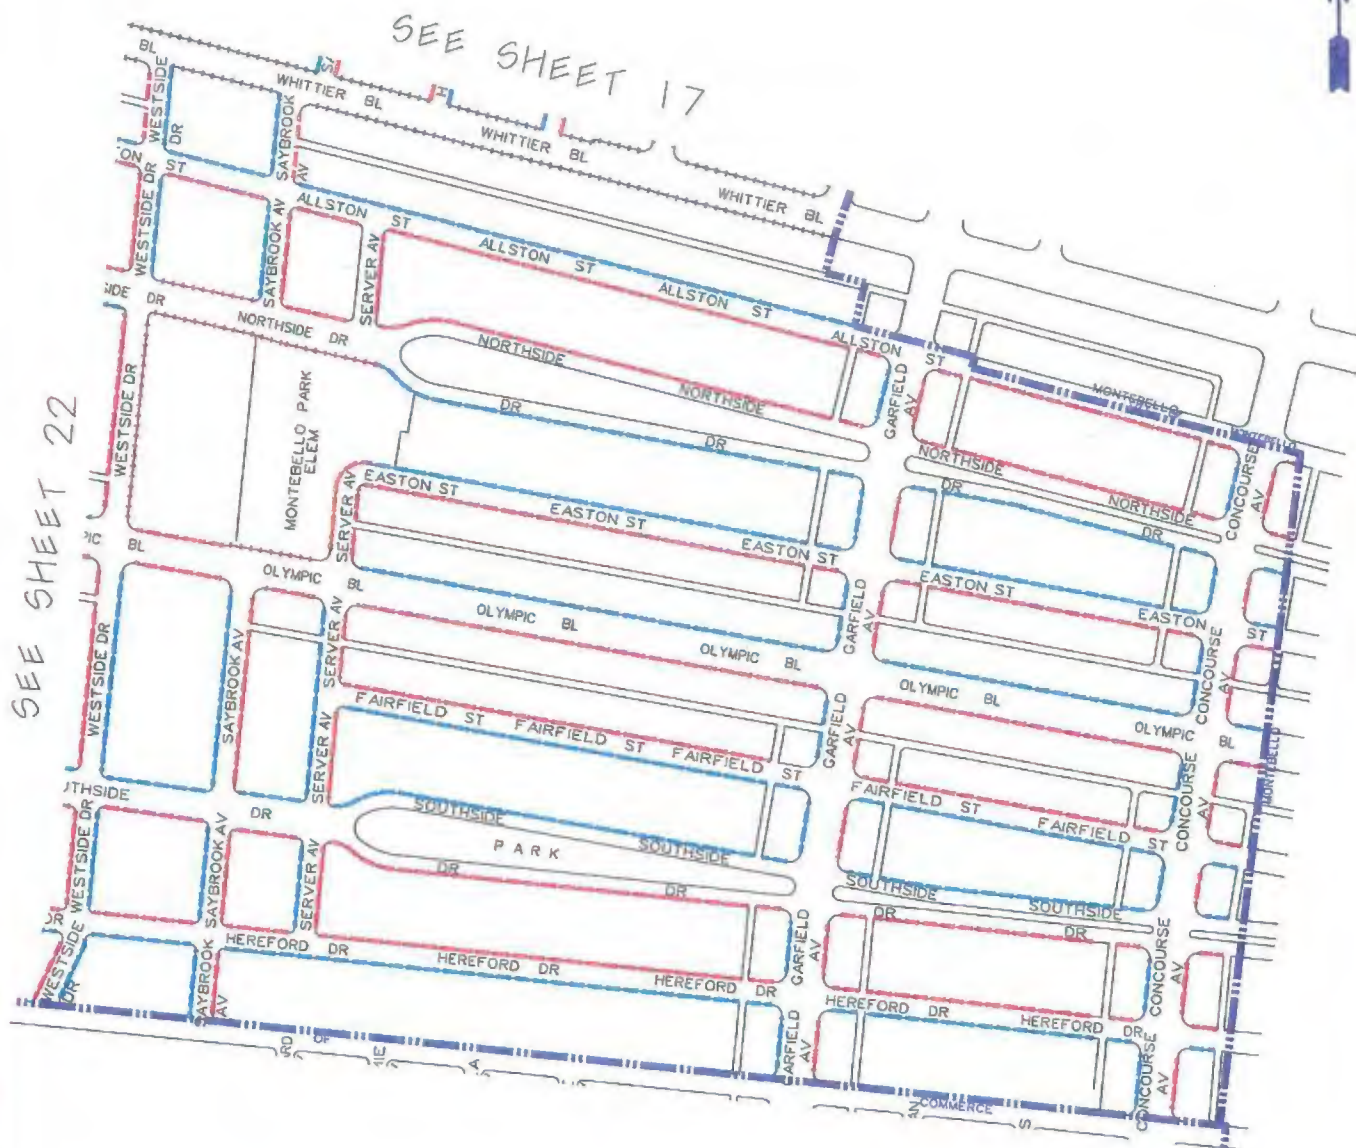 SEE SHEET 17
SEE SHEET 22
BL
WHITTIER BL
WHITTIER BL
WHITTIER BL
WESTSIDE DR
SAYBROOK AV
ON ST
WESTSIDE DR
SAYBROOK AV
ALLSTON ST
SERVER AV
ALLSTON ST
ALLSTON ST
ALLSTON ST
GARFIELD AV
MONTEBELLO
MONTEBELLO
CONCOURSE AV
IDE DR
NORTHSIDE DR
NORTHSIDE
NORTHSIDE
DR
DR
NORTHSIDE
NORTHSIDE
DR
DR
WESTSIDE DR
MONTEBELLO PARK
ELEM
SERVER AV
EASTON ST
EASTON ST
EASTON ST
GARFIELD AV
EASTON ST
EASTON ST
CONCOURSE AV
PIC BL
OLYMPIC BL
OLYMPIC BL
OLYMPIC BL
OLYMPIC BL
OLYMPIC BL
WESTSIDE DR
SAYBROOK AV
SERVER AV
SERVER AV
FAIRFIELD ST
FAIRFIELD ST
FAIRFIELD ST
GARFIELD AV
FAIRFIELD ST
FAIRFIELD ST
CONCOURSE AV
MONTEBELLO
UTHSIDE DR
SOUTHSIDE
SOUTHSIDE
PARK
DR
DR
SOUTHSIDE
SOUTHSIDE
DR
DR
WESTSIDE DR
SAYBROOK AV
SERVER AV
GARFIELD AV
CONCOURSE AV
DR
HEREFORD DR
HEREFORD DR
HEREFORD DR
HEREFORD DR
HEREFORD DR
WESTSIDE DR
SAYBROOK AV
GARFIELD AV
CONCOURSE AV
OF
COMMERCE